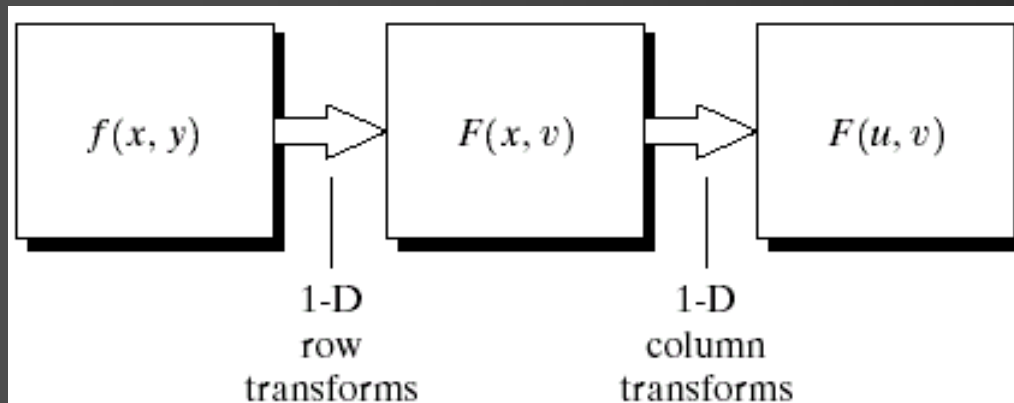 f(x, y)
F(x, v)
F(u, v)
1-D
row
transforms
1-D
column
transforms